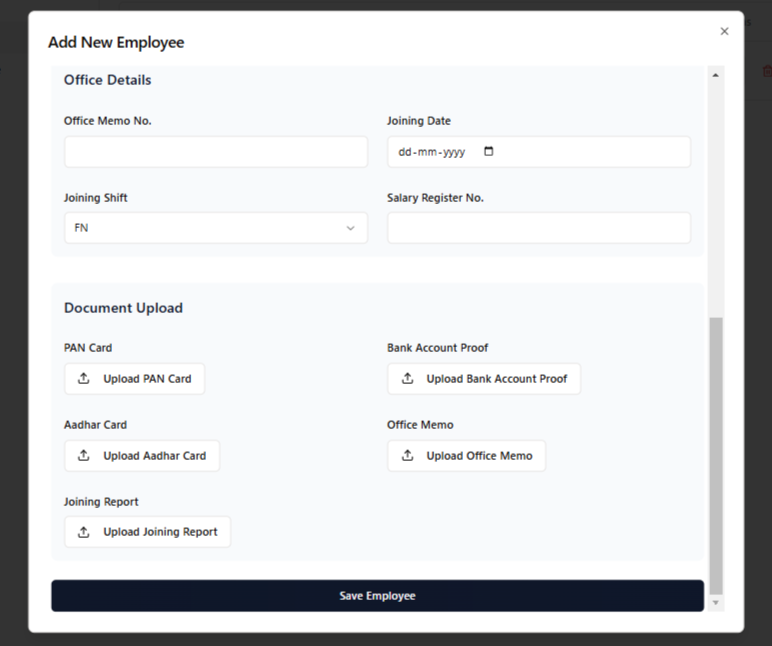 Add New Employee
Office Details
Office Memo No.
Joining Date
dd-mm-yyyy
Joining Shift
Salary Register No.
FN
Document Upload
PAN Card
Bank Account Proof
Upload PAN Card
Upload Bank Account Proof
Aadhar Card
Office Memo
Upload Aadhar Card
Upload Office Memo
Joining Report
Upload Joining Report
Save Employee